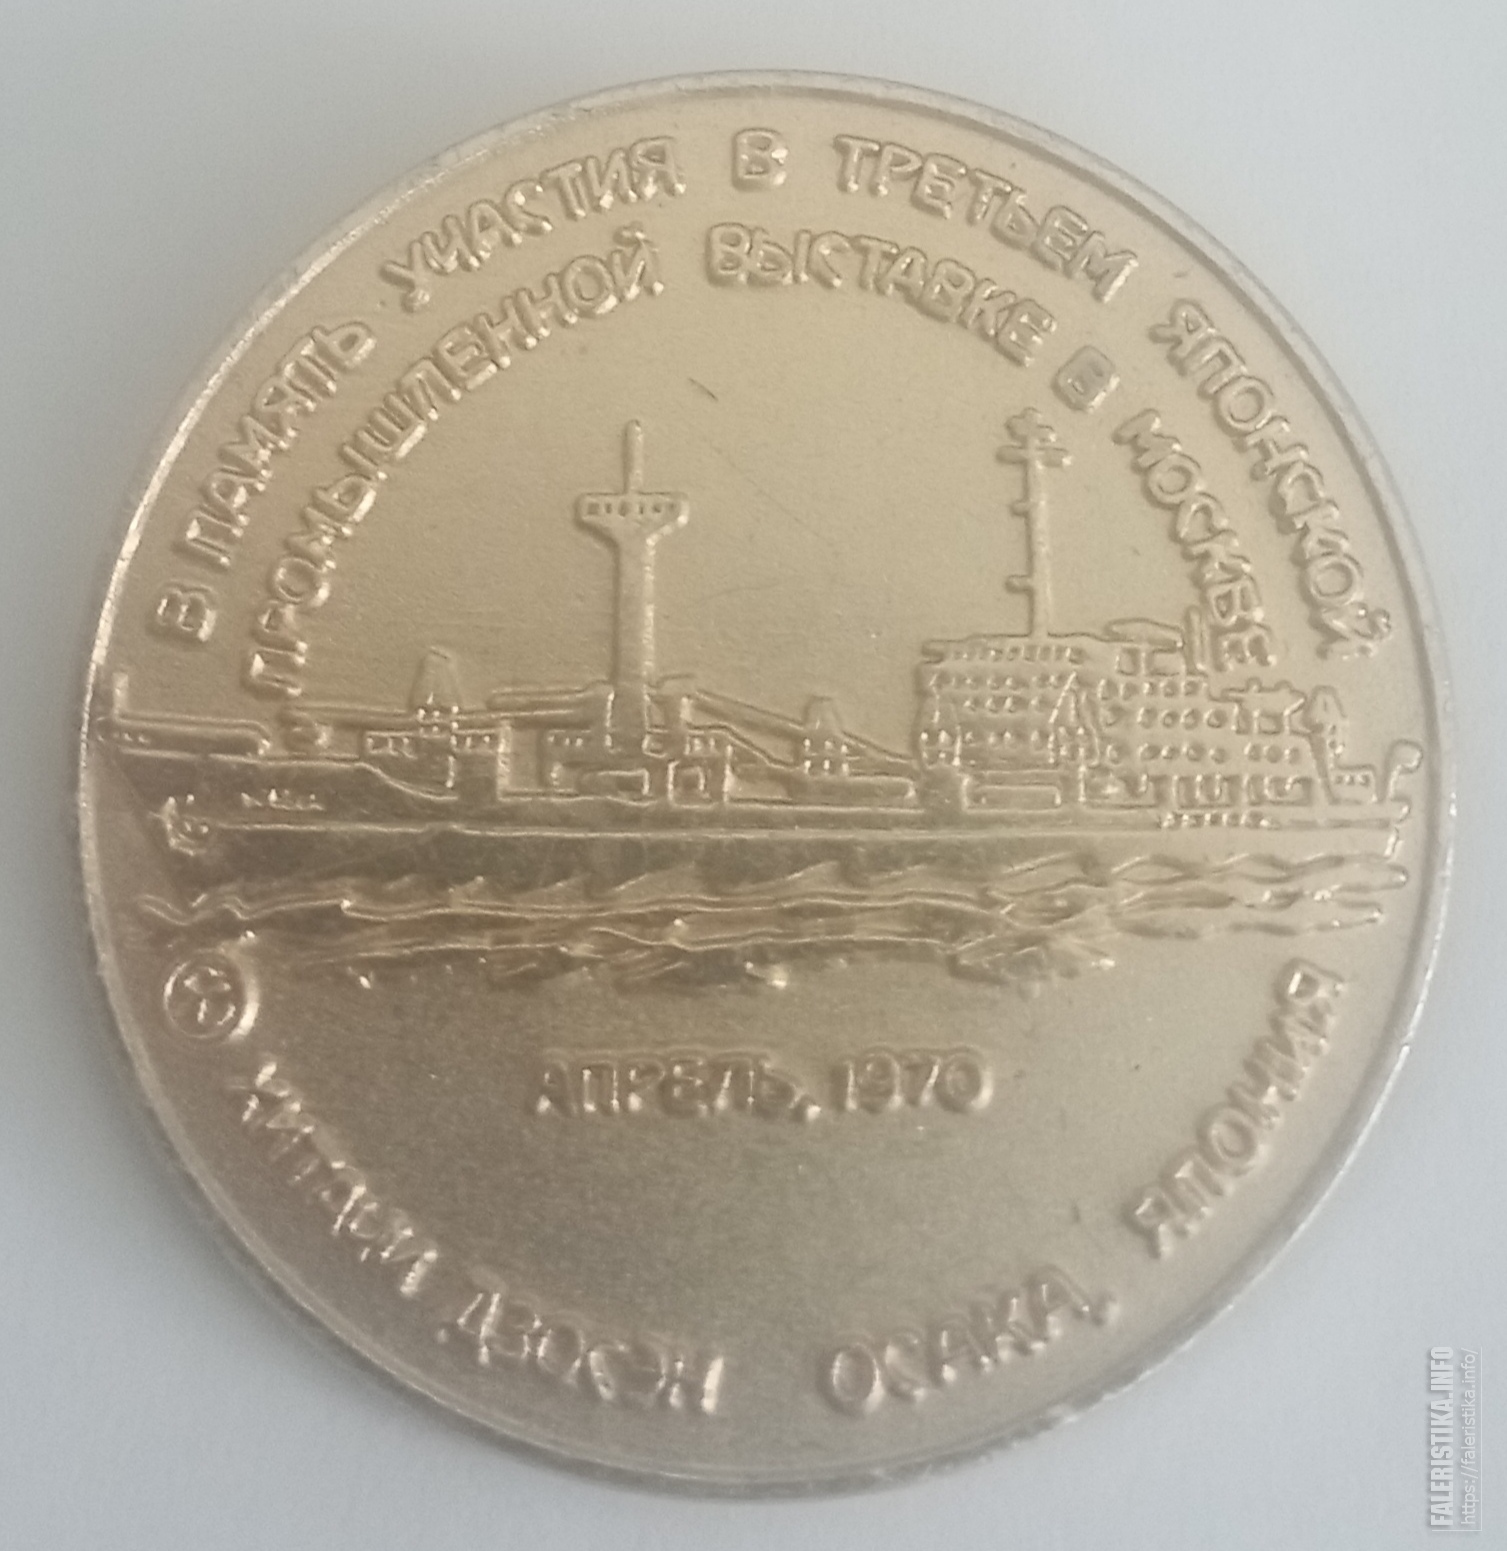 В ПАМЯТЬ УЧАСТИЯ В ТРЕТЬЕМ ЯПОНСКОЙ
ПРОМЫШЛЕННОЙ ВЫСТАВКЕ В МОСКВЕ
АПРЕЛЬ, 1970
ХИТАЧИ ДЗОСЭН ОСАКА, ЯПОНИЯ
FALERISTIKA.INFO
https://faleristika.info/